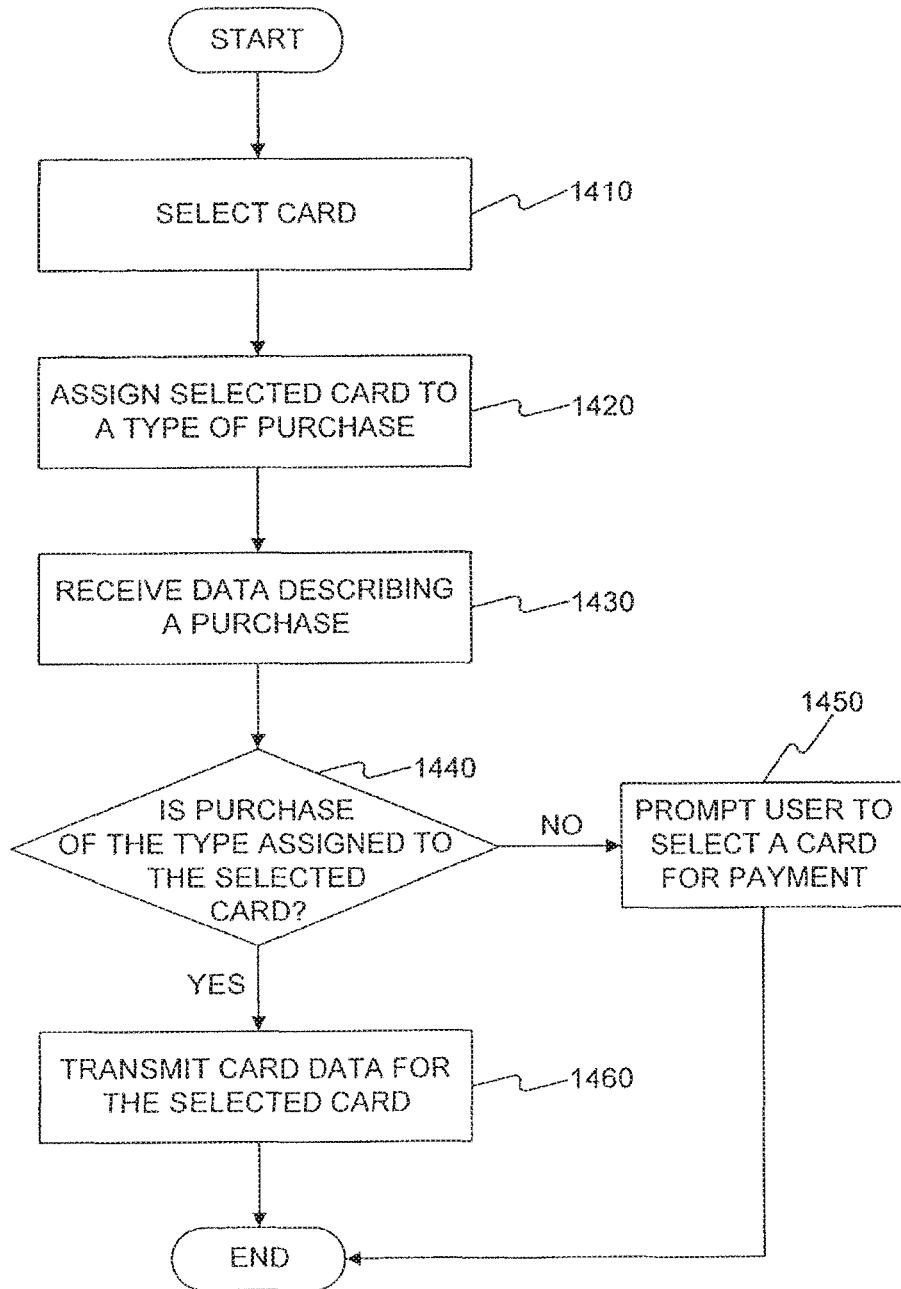 START
SELECT CARD
1410
ASSIGN SELECTED CARD TO
A TYPE OF PURCHASE
1420
RECEIVE DATA DESCRIBING
A PURCHASE
1430
1440
IS PURCHASE
OF THE TYPE ASSIGNED TO
THE SELECTED
CARD?
NO
1450
PROMPT USER TO
SELECT A CARD
FOR PAYMENT
YES
TRANSMIT CARD DATA FOR
THE SELECTED CARD
1460
END